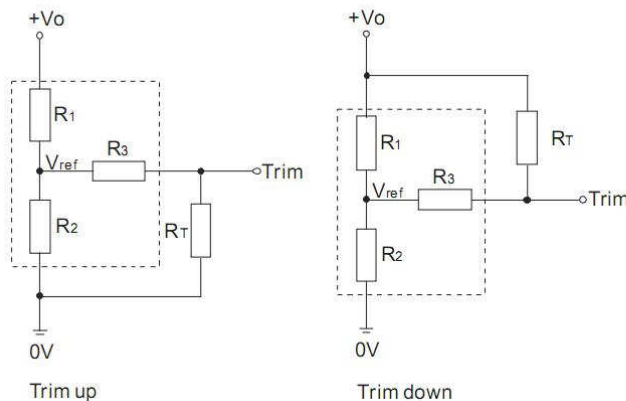 +Vo
R1
Vref
R3
Trim
R2
RT
0V
Trim up
+Vo
R1
RT
Vref
R3
Trim
R2
0V
Trim down